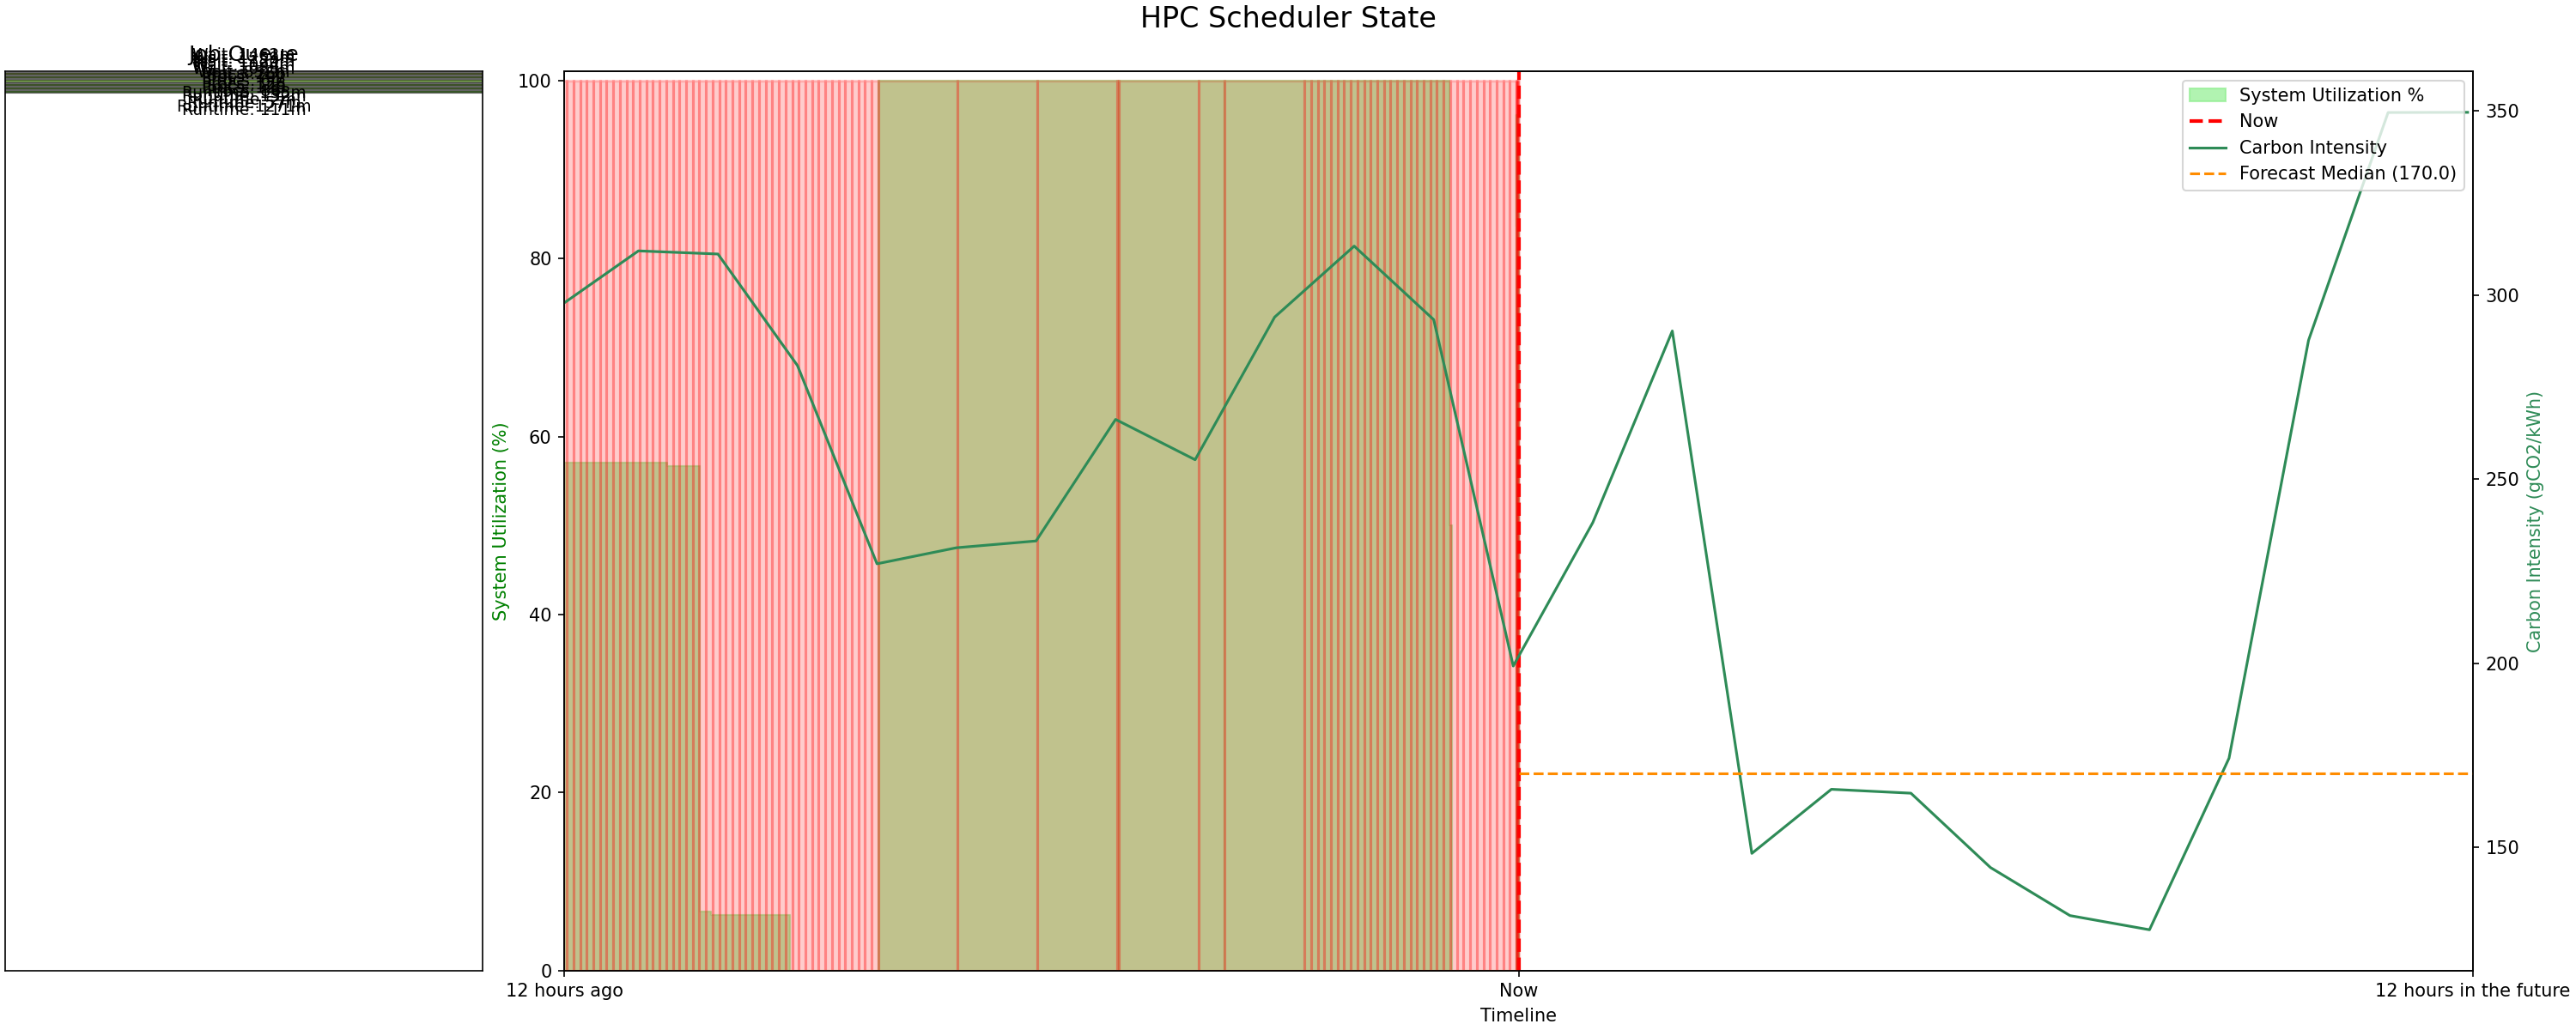 HPC Scheduler State
Job Queue
Runtime: 111m
System Utilization (%)
100
80
60
40
20
0
System Utilization %
Now
Carbon Intensity
Forecast Median (170.0)
350
300
250
200
150
Carbon Intensity (gCO2/kWh)
12 hours ago
Now
12 hours in the future
Timeline